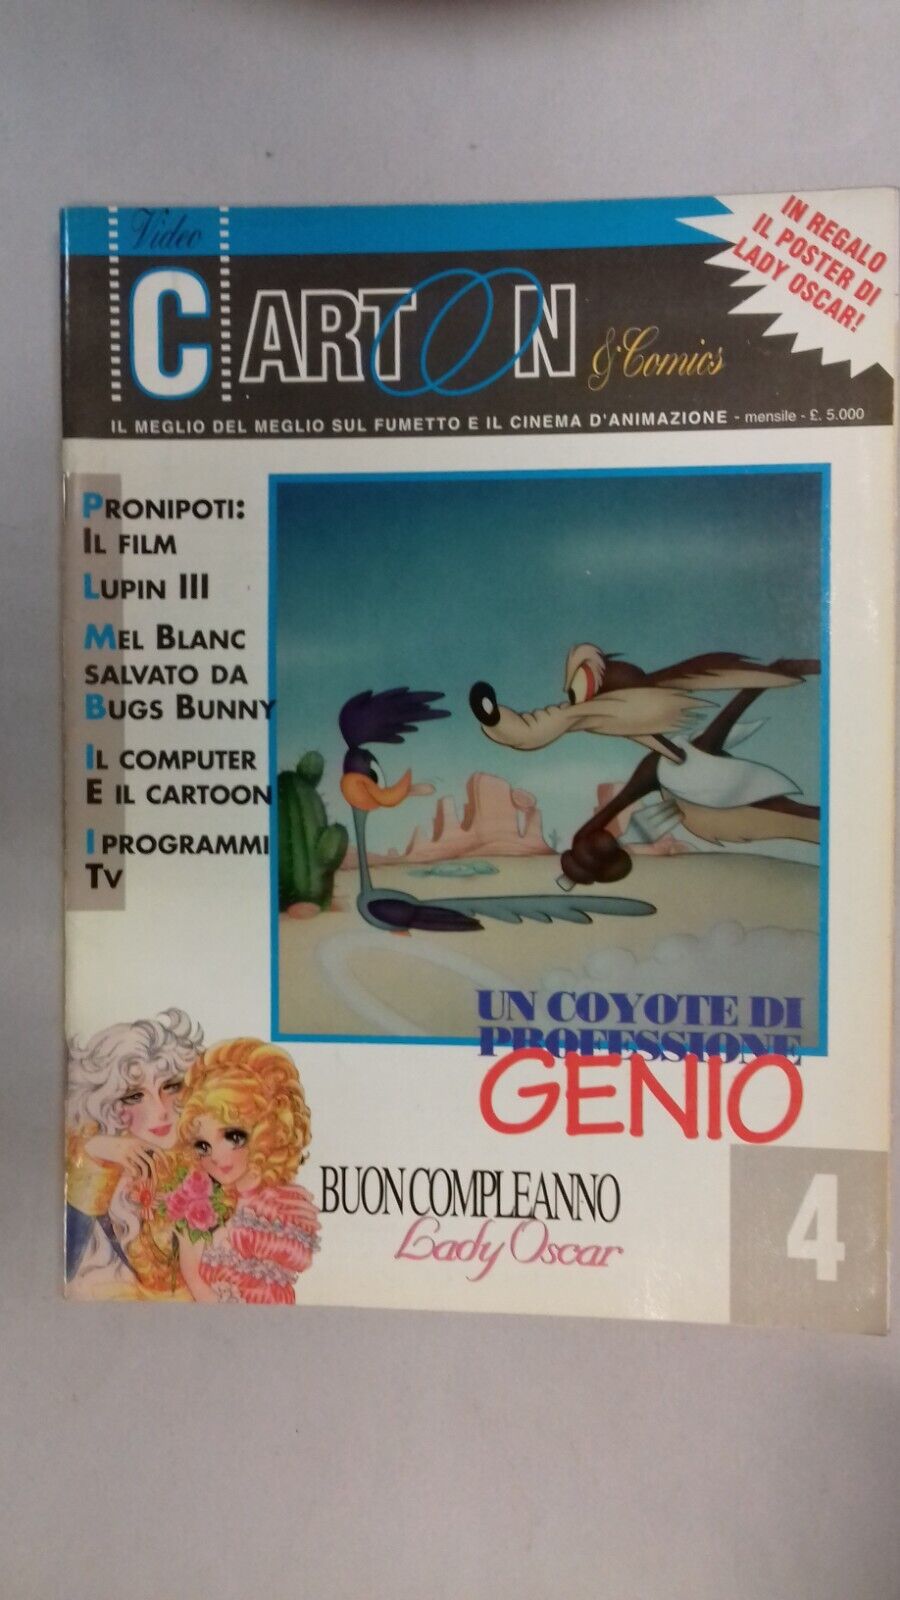 Video
CARTOON
& Comics
IN REGALO
IL POSTER DI
LADY OSCAR!
IL MEGLIO DEL MEGLIO SUL FUMETTO E IL CINEMA D'ANIMAZIONE - mensile - £. 5.000
PRONIPOTI:
IL FILM
LUPIN III
MEL BLANC
SALVATO DA
BUGS BUNNY
IL COMPUTER
E IL CARTOON
I PROGRAMMI
TV
UN COYOTE DI
PROFESSIONE
GENIO
BUON COMPLEANNO
Lady Oscar
4